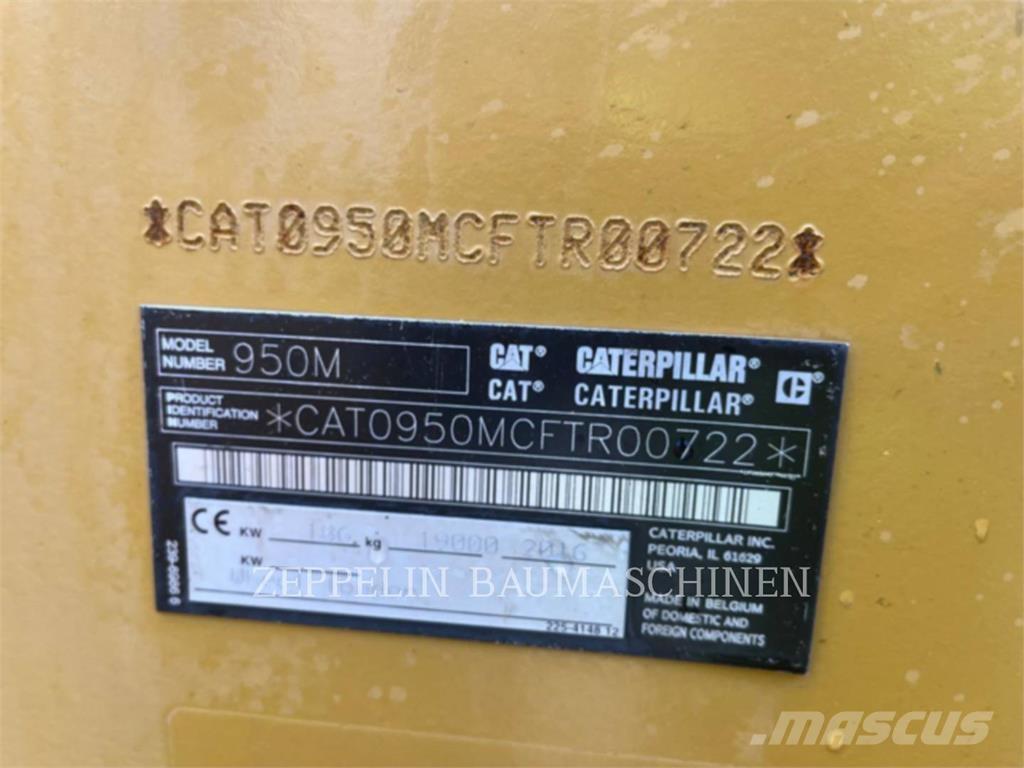 *CAT0950MCFTR00722*
MODEL NUMBER 950M
CAT® CATERPILLAR®
CAT® CATERPILLAR®
PRODUCT IDENTIFICATION NUMBER *CAT0950MCFTR00722*
CE KW 186 kg 19000 2016
KW
ZEPPELIN BAUMASCHINEN
225-4148 12
CATERPILLAR INC.
PEORIA, IL 61629
USA
MADE IN BELGIUM
OF DOMESTIC AND
FOREIGN COMPONENTS
mascus